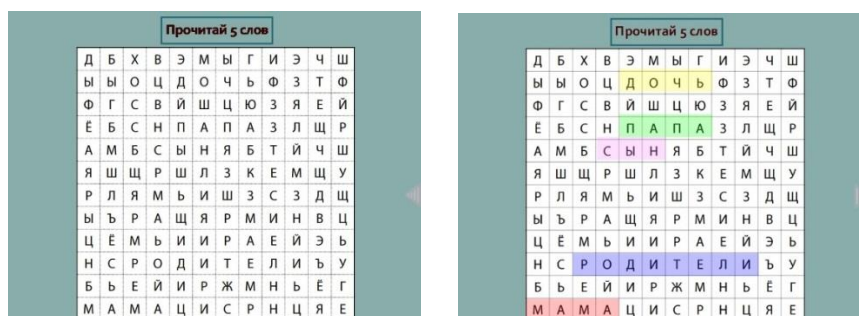 Прочитай 5 слов
Д Б Х В Э М Ы Г И Э Ч Ш
Ы Ы О Ц Д О Ч Ь Ф З Т Ф
Ф Г С В Й Ш Ц Ю З Я Е Й
Ё Б С Н П А П А З Л Щ Р
А М Б С Ы Н Я Б Т Й Ч Ш
Я Ш Щ Р Ш Л З К Е М Щ У
Р Л Я М Ь И Ш З С З Д Щ
Ы Ъ Р А Щ Я Р М И Н В Ц
Ц Ё М Ь И И Р А Е Й Э Ь
Н С Р О Д И Т Е Л И Ъ У
Б Ь Е Й И Р Ж М Н Ь Ё Г
М А М А Ц И С Р Н Ц Я Е
Прочитай 5 слов
Д Б Х В Э М Ы Г И Э Ч Ш
Ы Ы О Ц Д О Ч Ь Ф З Т Ф
Ф Г С В Й Ш Ц Ю З Я Е Й
Ё Б С Н П А П А З Л Щ Р
А М Б С Ы Н Я Б Т Й Ч Ш
Я Ш Щ Р Ш Л З К Е М Щ У
Р Л Я М Ь И Ш З С З Д Щ
Ы Ъ Р А Щ Я Р М И Н В Ц
Ц Ё М Ь И И Р А Е Й Э Ь
Н С Р О Д И Т Е Л И Ъ У
Б Ь Е Й И Р Ж М Н Ь Ё Г
М А М А Ц И С Р Н Ц Я Е